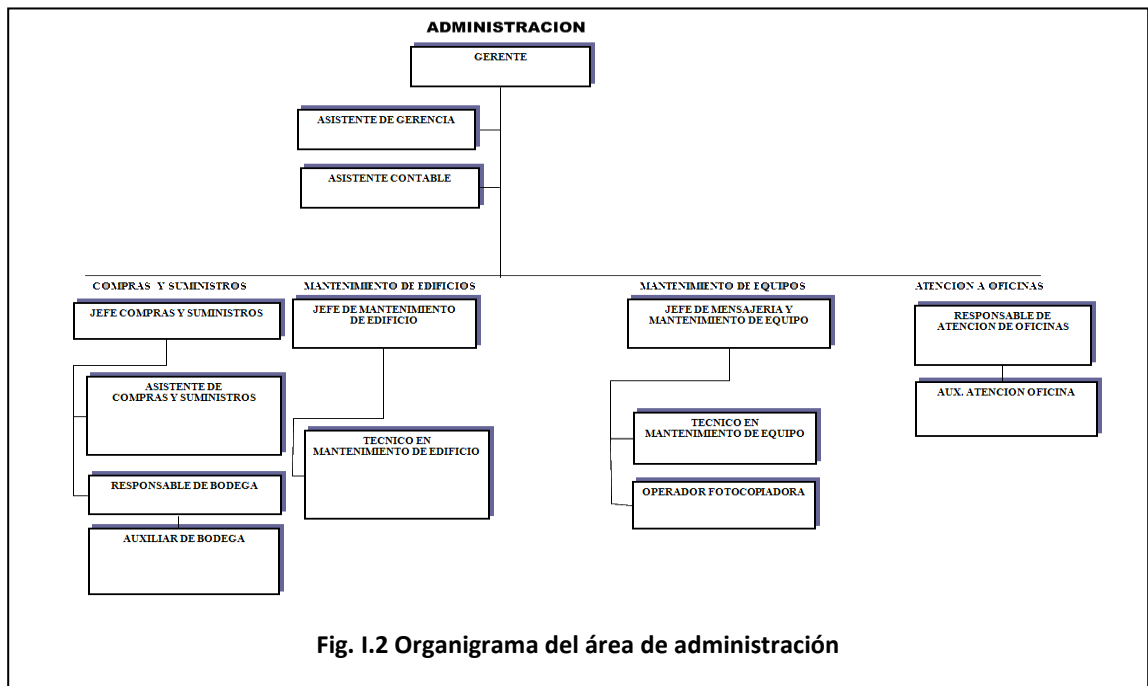 ADMINISTRACION
GERENTE
ASISTENTE DE GERENCIA
ASISTENTE CONTABLE
COMPRAS Y SUMINISTROS
JEFE COMPRAS Y SUMINISTROS
ASISTENTE DE
COMPRAS Y SUMINISTROS
RESPONSABLE DE BODEGA
AUXILIAR DE BODEGA
MANTENIMIENTO DE EDIFICIOS
JEFE DE MANTENIMIENTO
DE EDIFICIO
TECNICO EN
MANTENIMIENTO DE EDIFICIO
MANTENIMIENTO DE EQUIPOS
JEFE DE MENSAJERIA Y
MANTENIMIENTO DE EQUIPO
TECNICO EN
MANTENIMIENTO DE EQUIPO
OPERADOR FOTOCOPIADORA
ATENCION A OFICINAS
RESPONSABLE DE
ATENCION DE OFICINAS
AUX. ATENCION OFICINA
Fig. I.2 Organigrama del área de administración